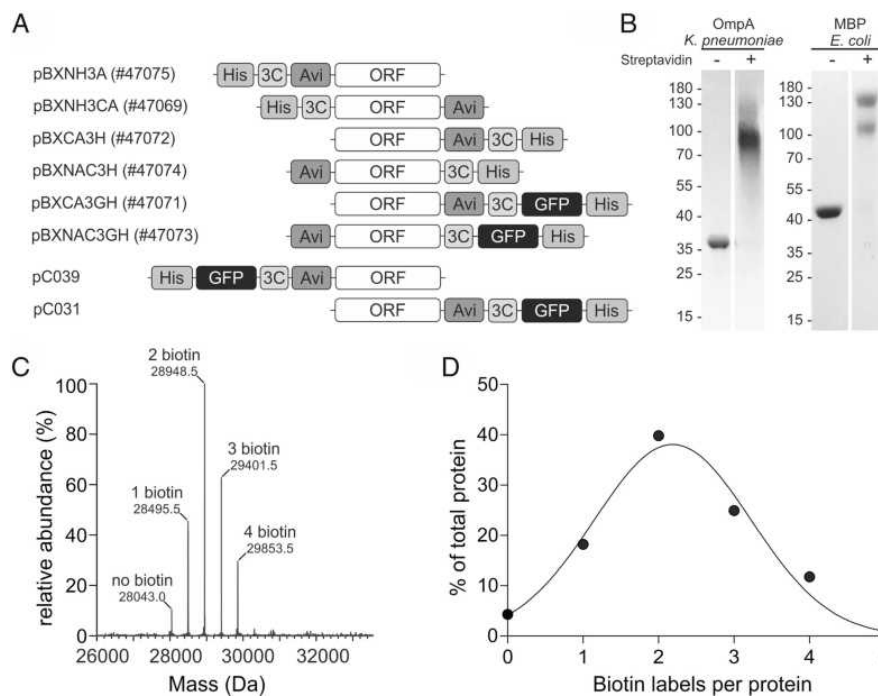 A
pBXNH3A (#47075) His 3C Avi ORF
pBXNH3CA (#47069) His 3C ORF Avi
pBXCA3H (#47072) ORF Avi 3C His
pBXNAC3H (#47074) Avi ORF 3C His
pBXCA3GH (#47071) ORF Avi 3C GFP His
pBXNAC3GH (#47073) Avi ORF 3C GFP His
pC039 His GFP 3C Avi ORF
pC031 ORF Avi 3C GFP His
B
OmpA MBP
K. pneumoniae E. coli
Streptavidin - + - +
180 180
130 130
100 100
70 70
55 55
40 40
35 35
25 25
15 15
C
relative abundance (%)
100
80
60
40
20
0
2 biotin
28948.5
3 biotin
29401.5
1 biotin
28495.5
4 biotin
29853.5
no biotin
28043.0
26000 28000 30000 32000
Mass (Da)
D
% of total protein
50
40
30
20
10
0
0 1 2 3 4
Biotin labels per protein